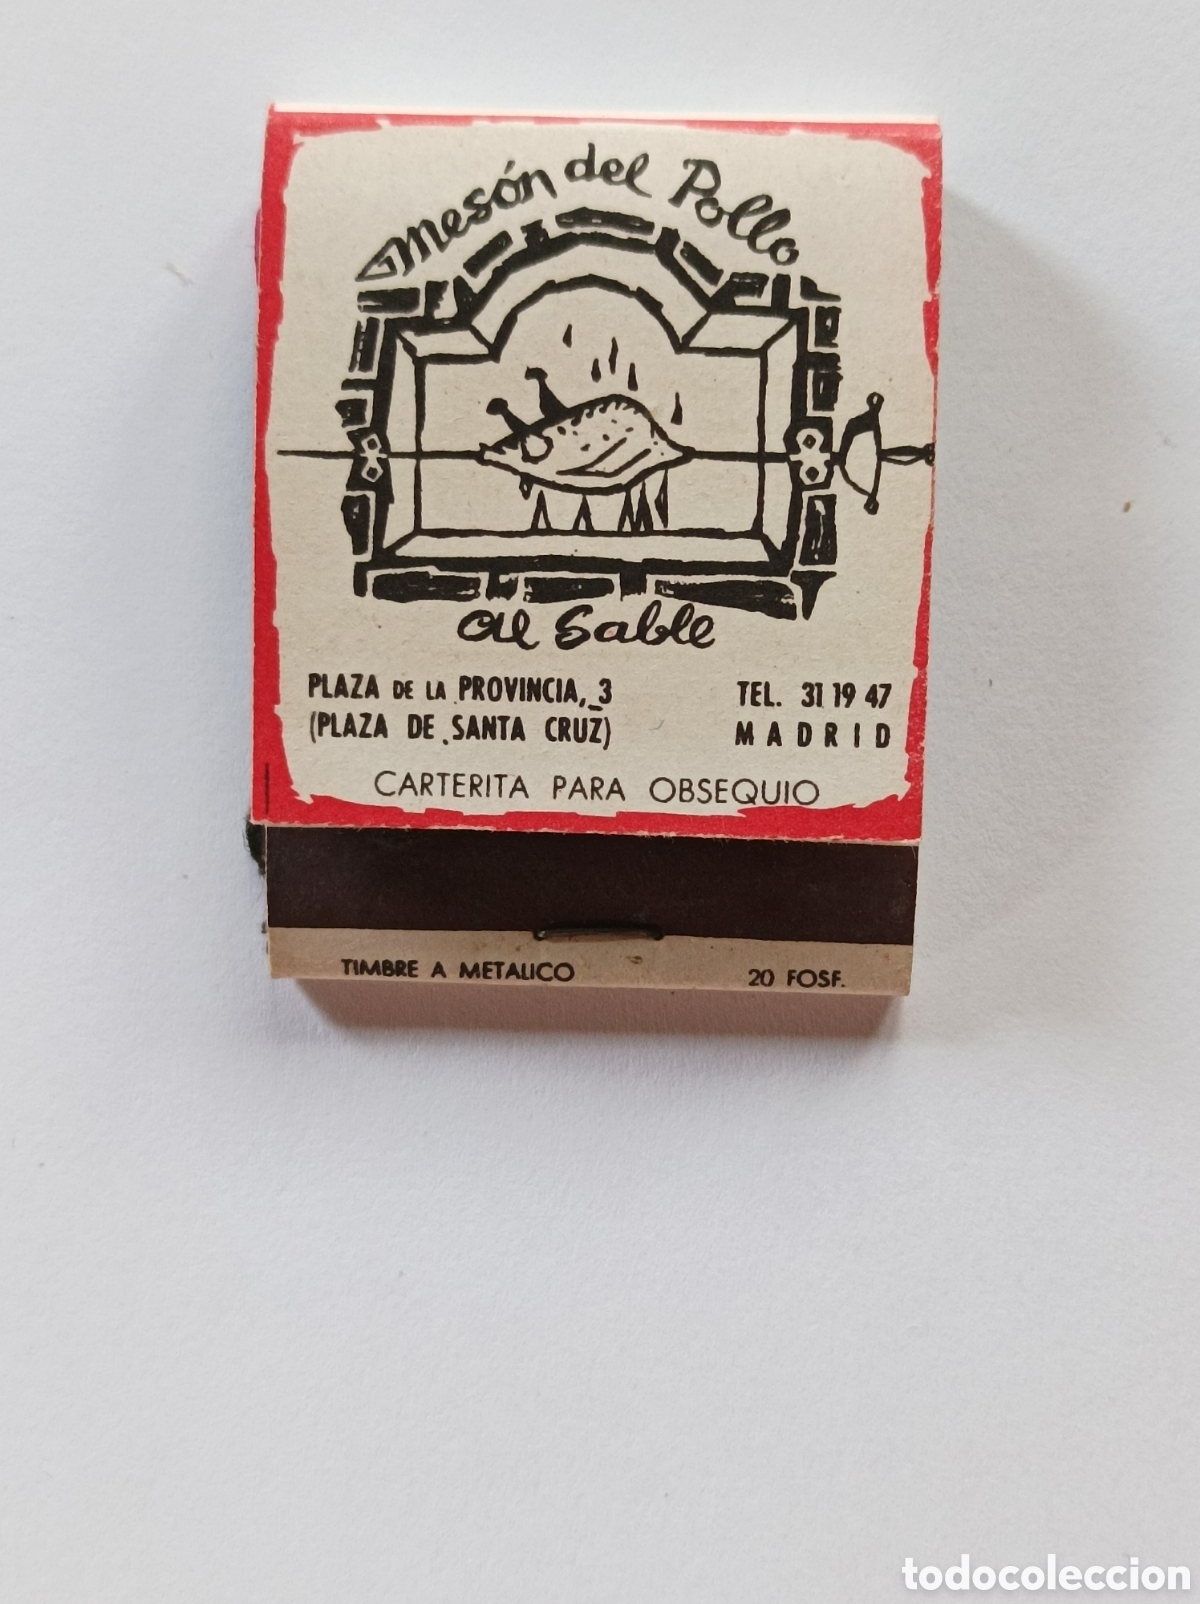 Mesón del Pollo
al Sable
PLAZA DE LA PROVINCIA, 3
(PLAZA DE SANTA CRUZ)
TEL. 31 19 47
MADRID
CARTERITA PARA OBSEQUIO
TIMBRE A METALICO
20 FOSF.
todocoleccion